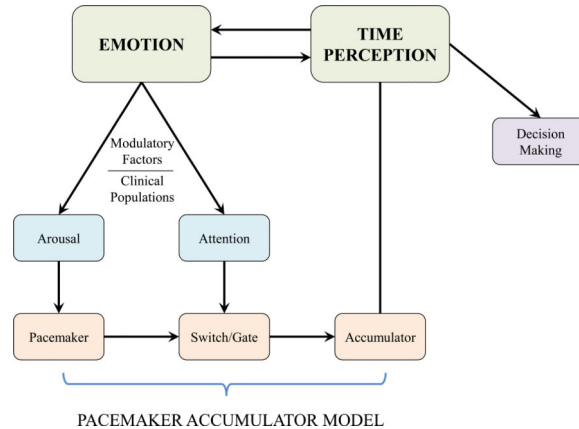 EMOTION
TIME
PERCEPTION
Decision
Making
Modulatory
Factors
Clinical
Populations
Arousal
Attention
Pacemaker
Switch/Gate
Accumulator
PACEMAKER ACCUMULATOR MODEL